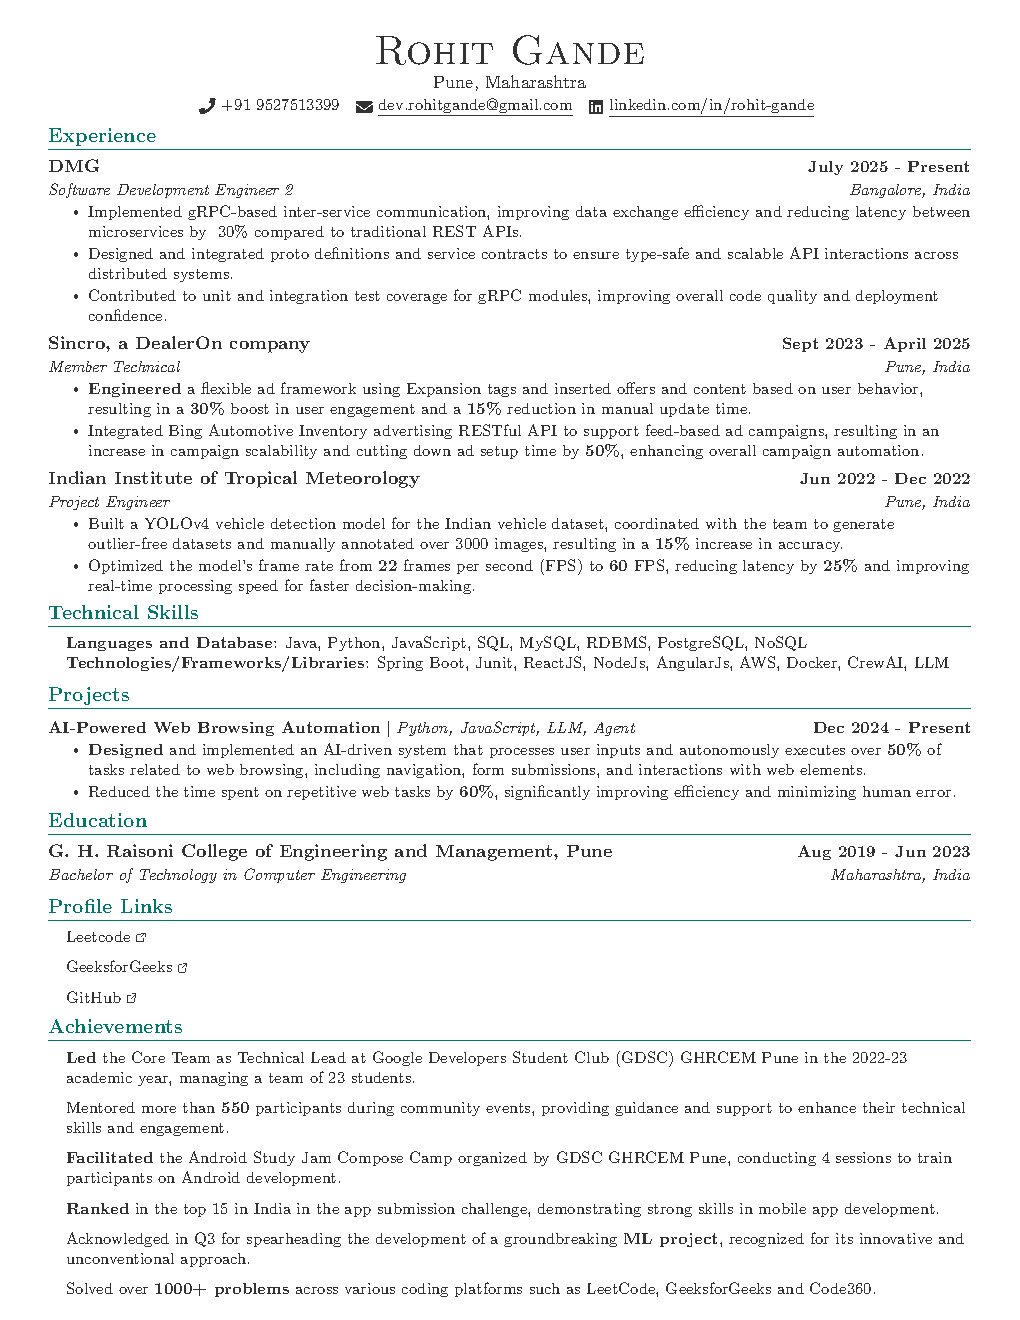 Rohit Gande
Pune, Maharashtra
+91 9527513399 dev.rohitgande@gmail.com linkedin.com/in/rohit-gande
Experience
DMG July 2025 - Present
Software Development Engineer 2 Bangalore, India
• Implemented gRPC-based inter-service communication, improving data exchange efficiency and reducing latency between
microservices by 30% compared to traditional REST APIs.
• Designed and integrated proto definitions and service contracts to ensure type-safe and scalable API interactions across
distributed systems.
• Contributed to unit and integration test coverage for gRPC modules, improving overall code quality and deployment
confidence.
Sincro, a DealerOn company Sept 2023 - April 2025
Member Technical Pune, India
• Engineered a flexible ad framework using Expansion tags and inserted offers and content based on user behavior,
resulting in a 30% boost in user engagement and a 15% reduction in manual update time.
• Integrated Bing Automotive Inventory advertising RESTful API to support feed-based ad campaigns, resulting in an
increase in campaign scalability and cutting down ad setup time by 50%, enhancing overall campaign automation.
Indian Institute of Tropical Meteorology Jun 2022 - Dec 2022
Project Engineer Pune, India
• Built a YOLOv4 vehicle detection model for the Indian vehicle dataset, coordinated with the team to generate
outlier-free datasets and manually annotated over 3000 images, resulting in a 15% increase in accuracy.
• Optimized the model's frame rate from 22 frames per second (FPS) to 60 FPS, reducing latency by 25% and improving
real-time processing speed for faster decision-making.
Technical Skills
Languages and Database: Java, Python, JavaScript, SQL, MySQL, RDBMS, PostgreSQL, NoSQL
Technologies/Frameworks/Libraries: Spring Boot, Junit, ReactJS, NodeJs, AngularJs, AWS, Docker, CrewAI, LLM
Projects
AI-Powered Web Browsing Automation | Python, JavaScript, LLM, Agent Dec 2024 - Present
• Designed and implemented an AI-driven system that processes user inputs and autonomously executes over 50% of
tasks related to web browsing, including navigation, form submissions, and interactions with web elements.
• Reduced the time spent on repetitive web tasks by 60%, significantly improving efficiency and minimizing human error.
Education
G. H. Raisoni College of Engineering and Management, Pune Aug 2019 - Jun 2023
Bachelor of Technology in Computer Engineering Maharashtra, India
Profile Links
Leetcode
GeeksforGeeks
GitHub
Achievements
Led the Core Team as Technical Lead at Google Developers Student Club (GDSC) GHRCEM Pune in the 2022-23
academic year, managing a team of 23 students.
Mentored more than 550 participants during community events, providing guidance and support to enhance their technical
skills and engagement.
Facilitated the Android Study Jam Compose Camp organized by GDSC GHRCEM Pune, conducting 4 sessions to train
participants on Android development.
Ranked in the top 15 in India in the app submission challenge, demonstrating strong skills in mobile app development.
Acknowledged in Q3 for spearheading the development of a groundbreaking ML project, recognized for its innovative and
unconventional approach.
Solved over 1000+ problems across various coding platforms such as LeetCode, GeeksforGeeks and Code360.